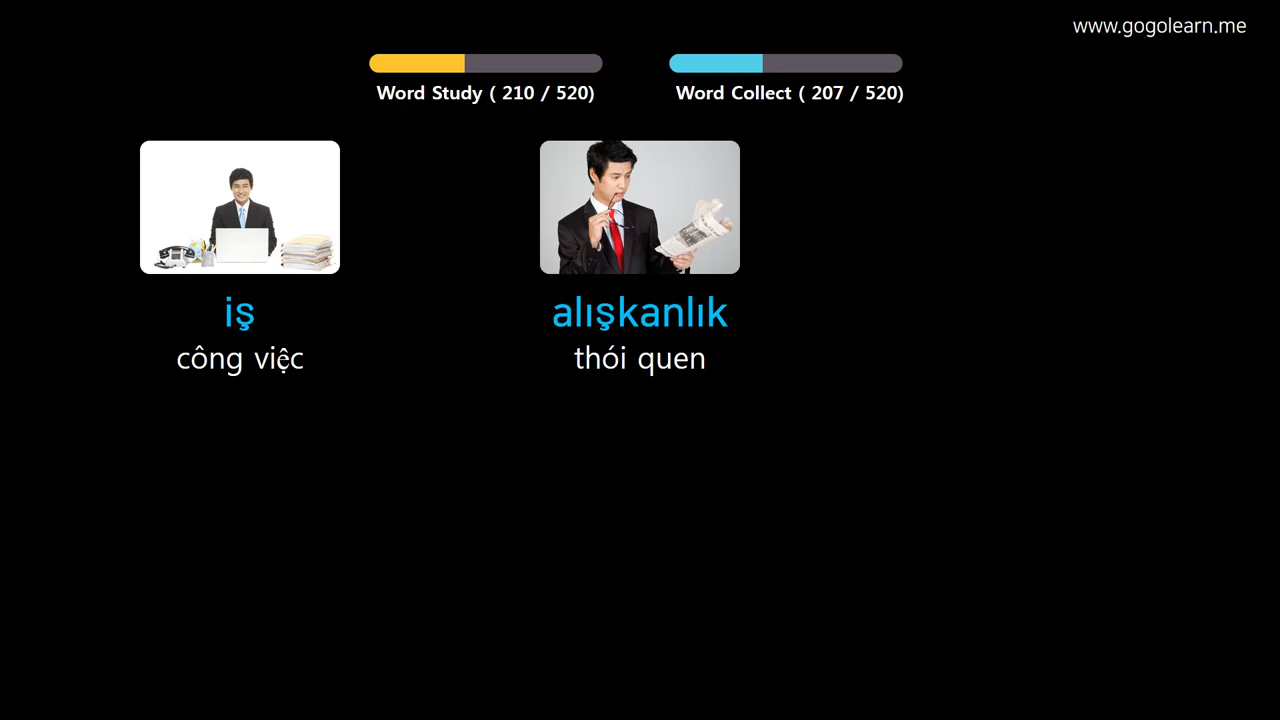 www.gogolearn.me
Word Study ( 210 / 520)
Word Collect ( 207 / 520)
iş
alışkanlık
công việc
thói quen